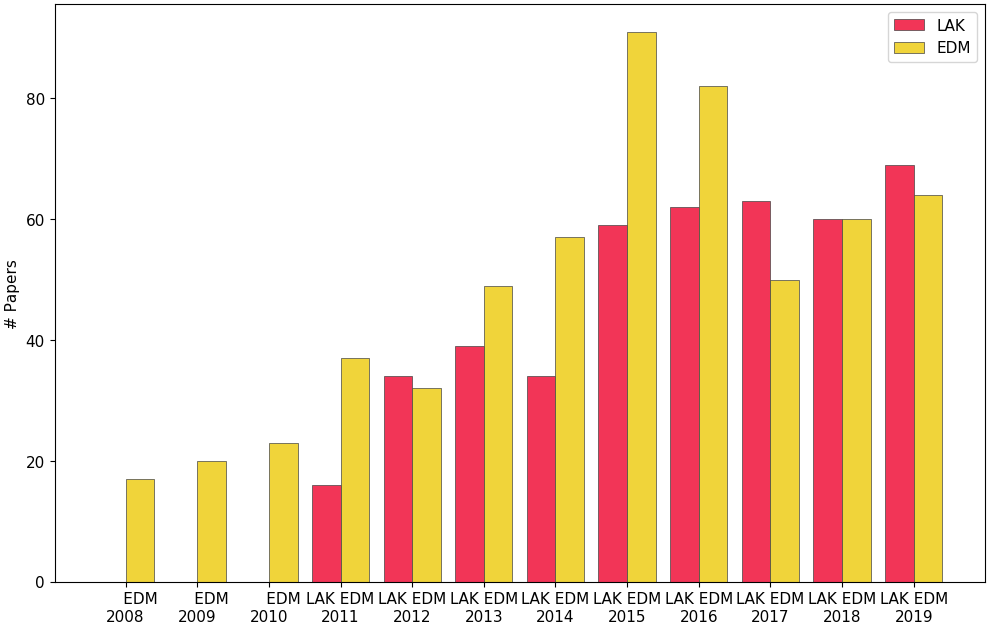 LAK
EDM
# Papers
80
60
40
20
0
EDM EDM EDM LAK EDM LAK EDM LAK EDM LAK EDM LAK EDM LAK EDM LAK EDM LAK EDM LAK EDM
2008 2009 2010 2011 2012 2013 2014 2015 2016 2017 2018 2019